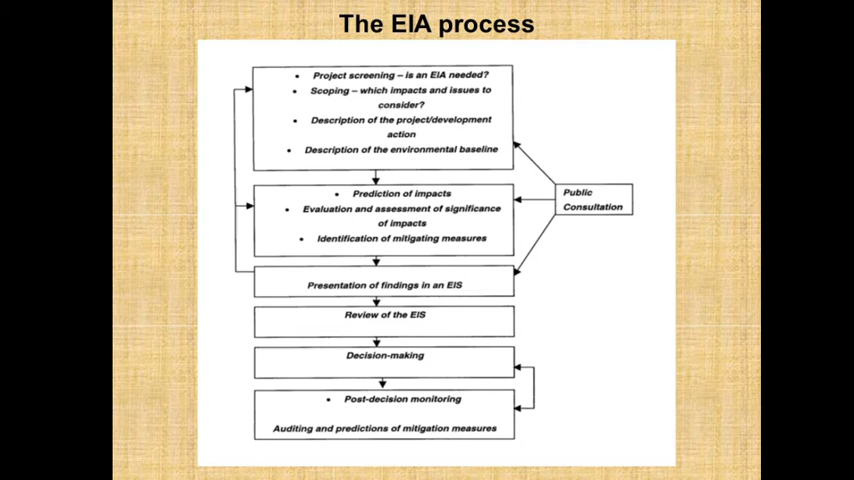 The EIA process
• Project screening – is an EIA needed?
• Scoping – which impacts and issues to
consider?
• Description of the project/development
action
• Description of the environmental baseline
• Prediction of impacts
• Evaluation and assessment of significance
of impacts
• Identification of mitigating measures
Public
Consultation
Presentation of findings in an EIS
Review of the EIS
Decision-making
• Post-decision monitoring
Auditing and predictions of mitigation measures